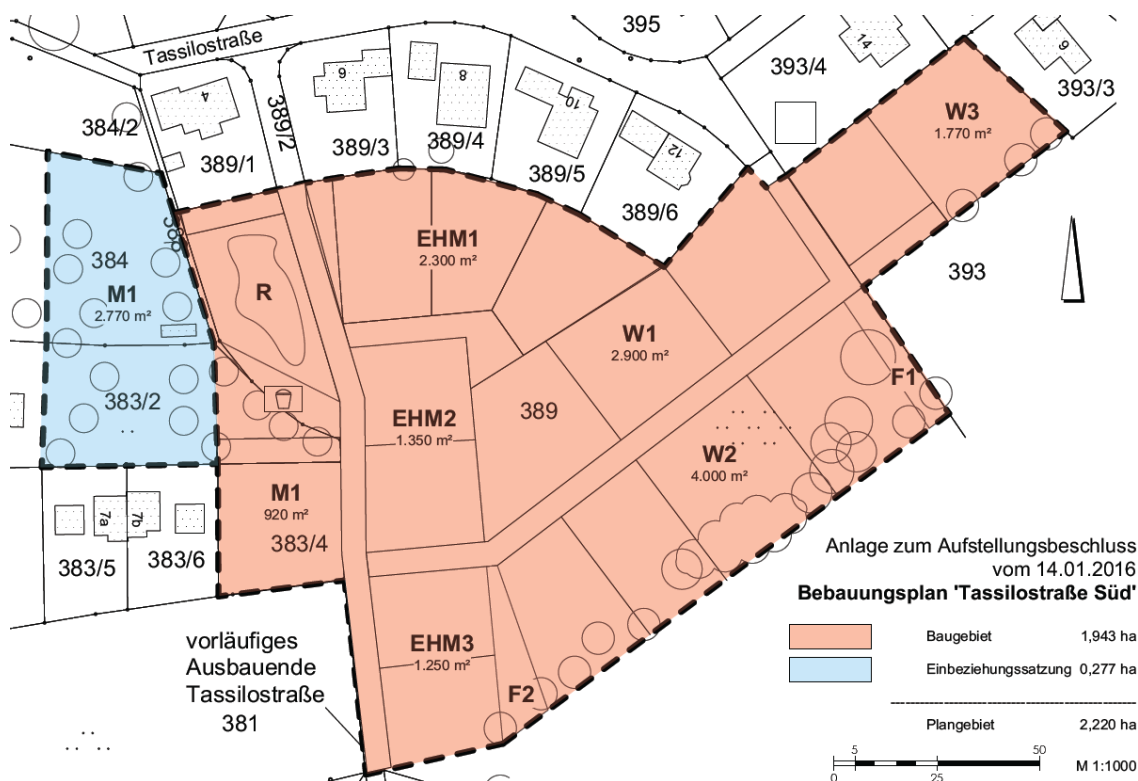 Tassilostraße
395
14
9
393/4
393/3
4
6
8
10
12
384/2
389/1
389/2
389/3
389/4
389/5
389/6
W3
1.770 m²
384
M1
2.770 m²
R
EHM1
2.300 m²
393
W1
2.900 m²
383/2
EHM2
1.350 m²
389
F1
W2
4.000 m²
M1
920 m²
383/4
7a
7b
383/5
383/6
EHM3
1.250 m²
F2
vorläufiges
Ausbauende
Tassilostraße
381
Anlage zum Aufstellungsbeschluss
vom 14.01.2016
Bebauungsplan 'Tassilostraße Süd'
Baugebiet 1,943 ha
Einbeziehungssatzung 0,277 ha
Plangebiet 2,220 ha
5 50
0 25
M 1:1000